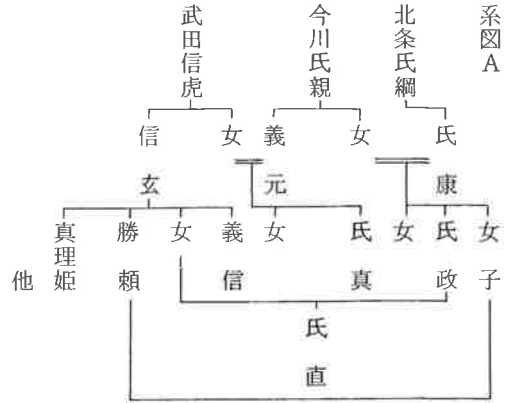 系図A
北条氏綱
今川氏親
武田信虎
氏康
女
義元
女
信玄
女子
氏政
女
氏真
女
義信
女
勝頼
真理姫
他
氏直